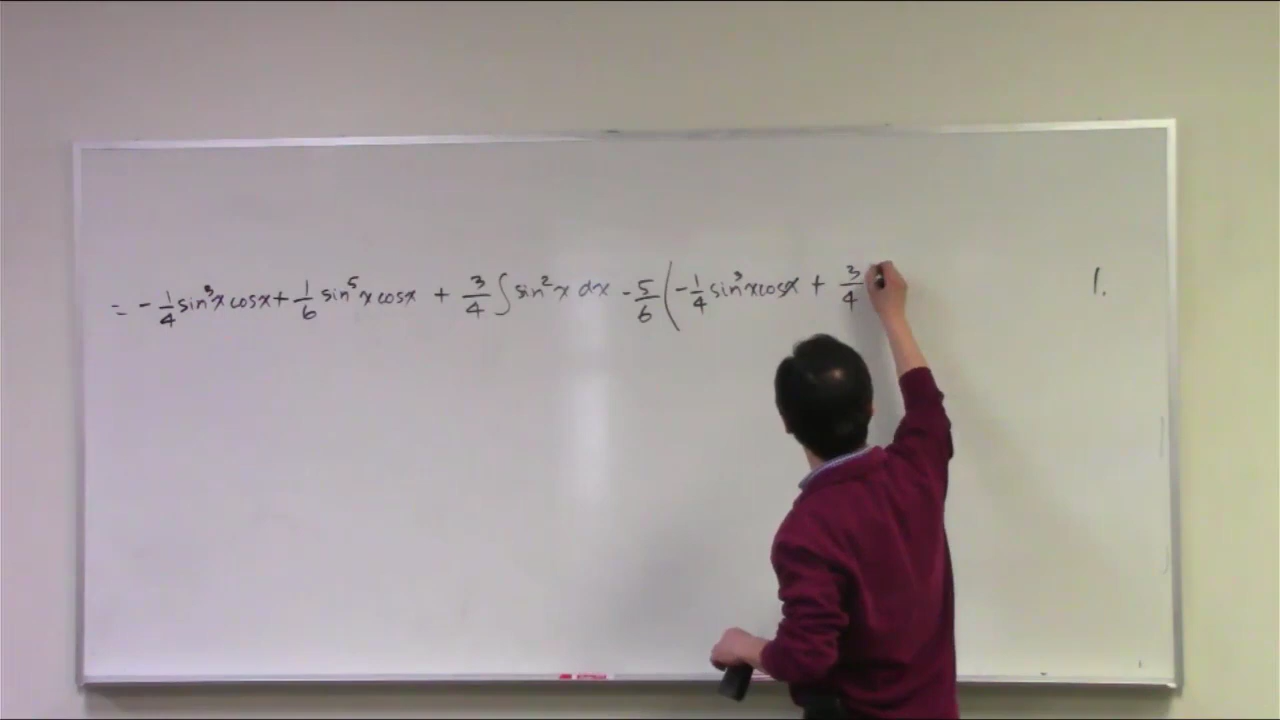 = - 1/4 sin³x cosx + 1/6 sin⁵x cosx + 3/4 ∫ sin²x dx - 5/6 ( - 1/4 sin³x cosx + 3/4
1.